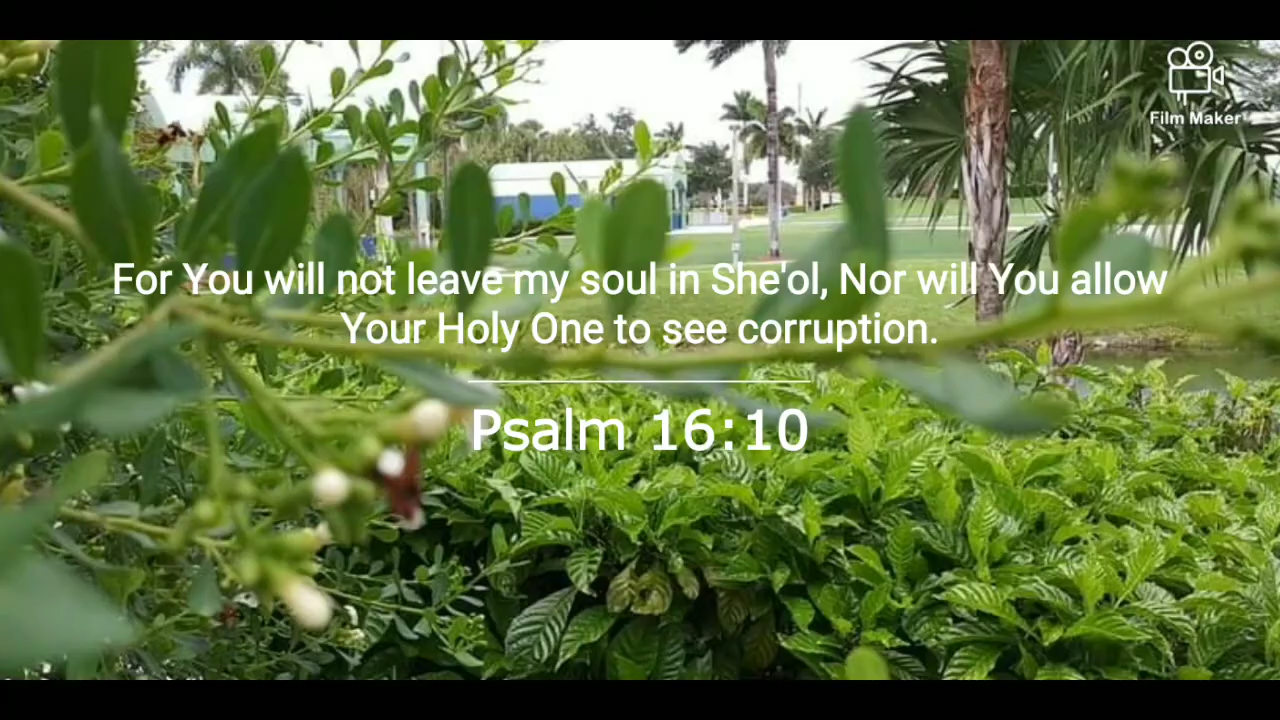 Film Maker
For You will not leave my soul in She'ol, Nor will You allow
Your Holy One to see corruption.
Psalm 16:10